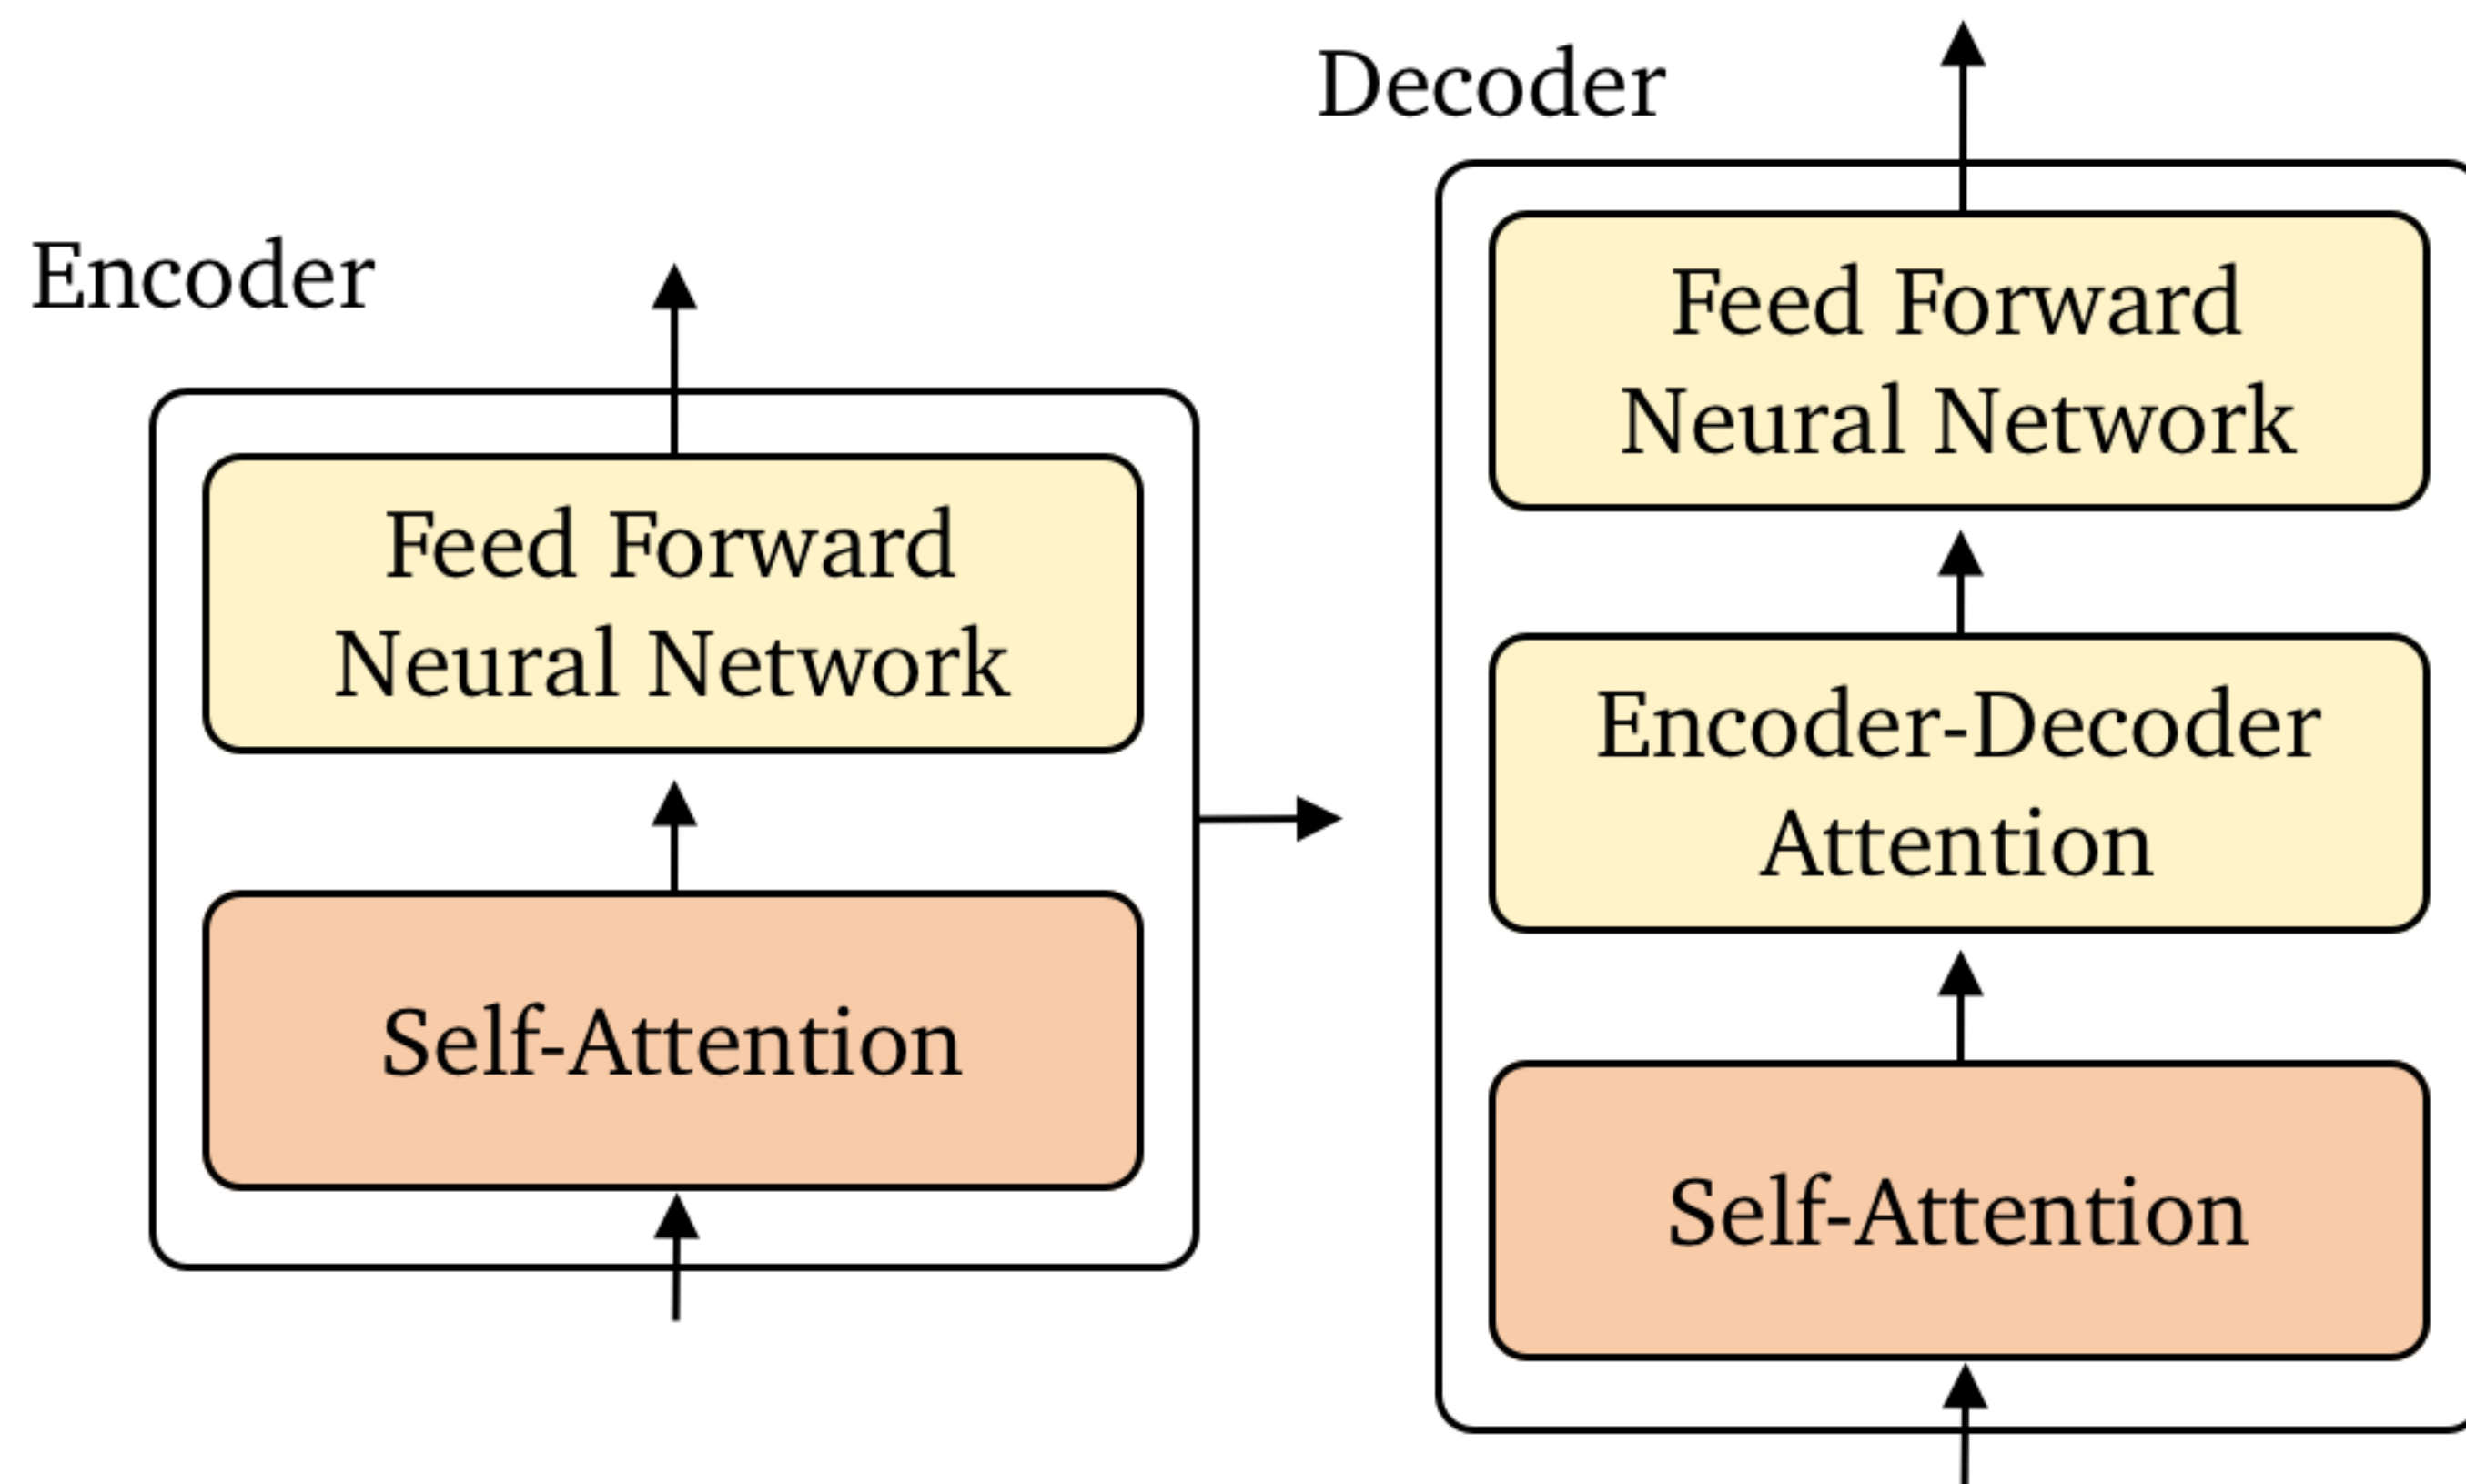 Encoder
Feed Forward
Neural Network
Self-Attention
Decoder
Feed Forward
Neural Network
Encoder-Decoder
Attention
Self-Attention